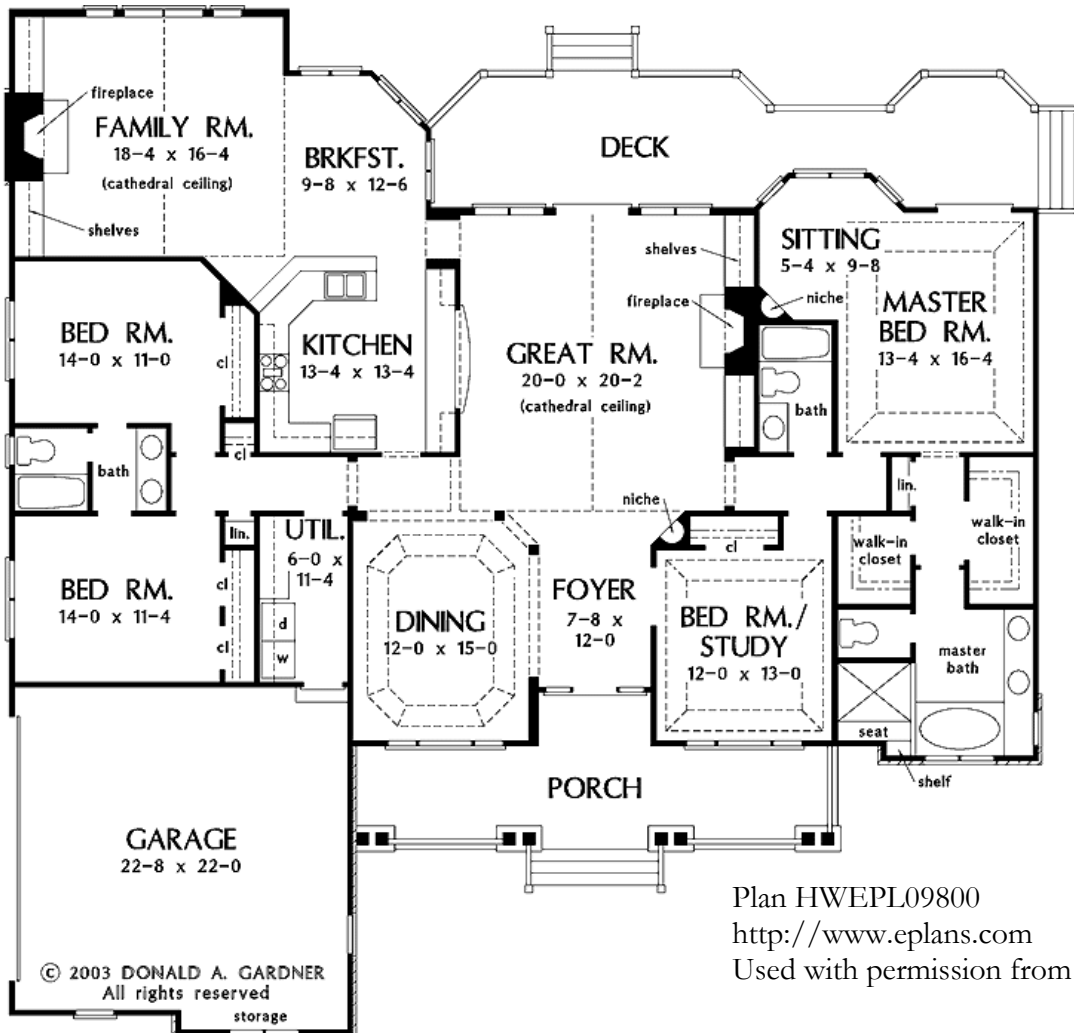 fireplace
FAMILY RM.
18-4 x 16-4
(cathedral ceiling)
shelves
BRKFST.
9-8 x 12-6
DECK
SITTING
5-4 x 9-8
niche
shelves
fireplace
MASTER
BED RM.
13-4 x 16-4
BED RM.
14-0 x 11-0
cl
KITCHEN
13-4 x 13-4
GREAT RM.
20-0 x 20-2
(cathedral ceiling)
bath
bath
cl
niche
lin.
walk-in
closet
walk-in
closet
lin.
UTIL.
6-0 x
11-4
cl
BED RM.
14-0 x 11-4
cl
cl
d
w
DINING
12-0 x 15-0
FOYER
7-8 x
12-0
BED RM./
STUDY
12-0 x 13-0
master
bath
seat
shelf
PORCH
GARAGE
22-8 x 22-0
© 2003 DONALD A. GARDNER
All rights reserved
storage
Plan HWEPL09800
http://www.eplans.com
Used with permission from